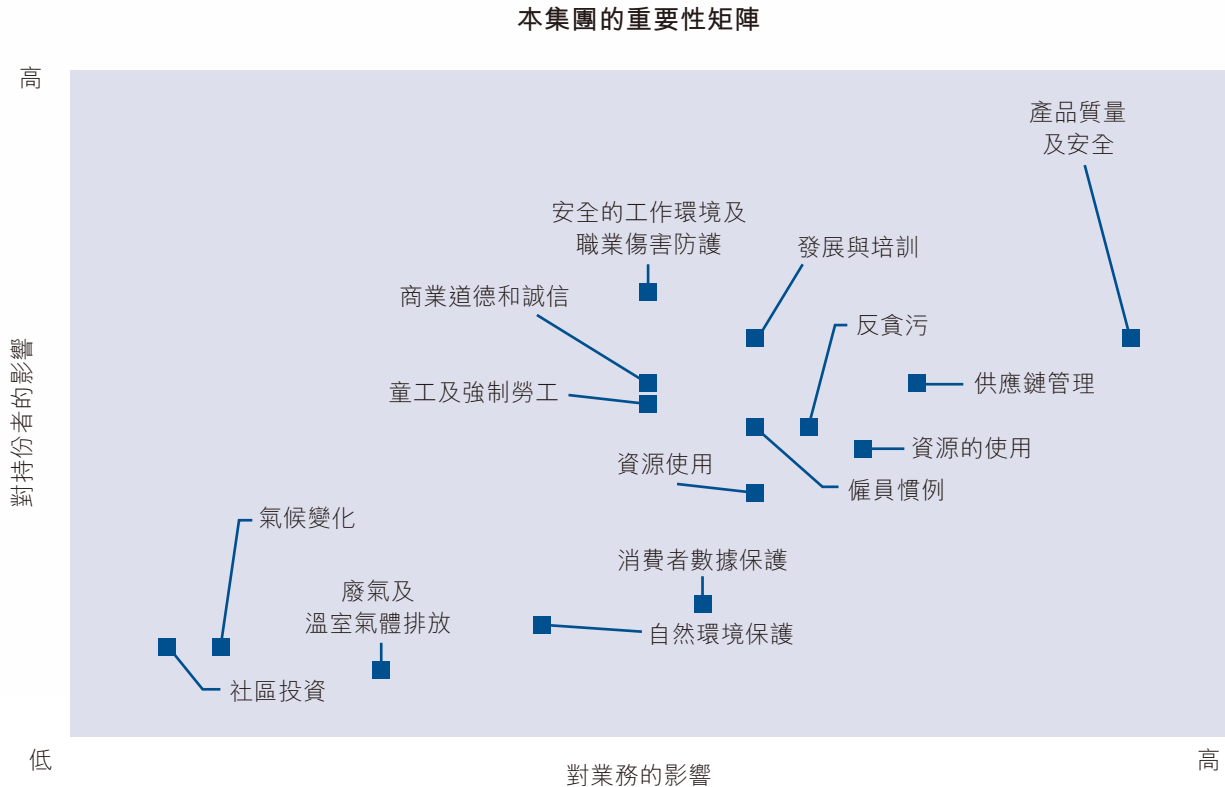 本集團的重要性矩陣
高
產品質量
及安全
安全的工作環境及
職業傷害防護
發展與培訓
商業道德和誠信
反貪污
對持份者的影響
供應鏈管理
童工及強制勞工
資源的使用
資源使用
僱員慣例
氣候變化
消費者數據保護
廢氣及
溫室氣體排放
自然環境保護
社區投資
低
高
對業務的影響